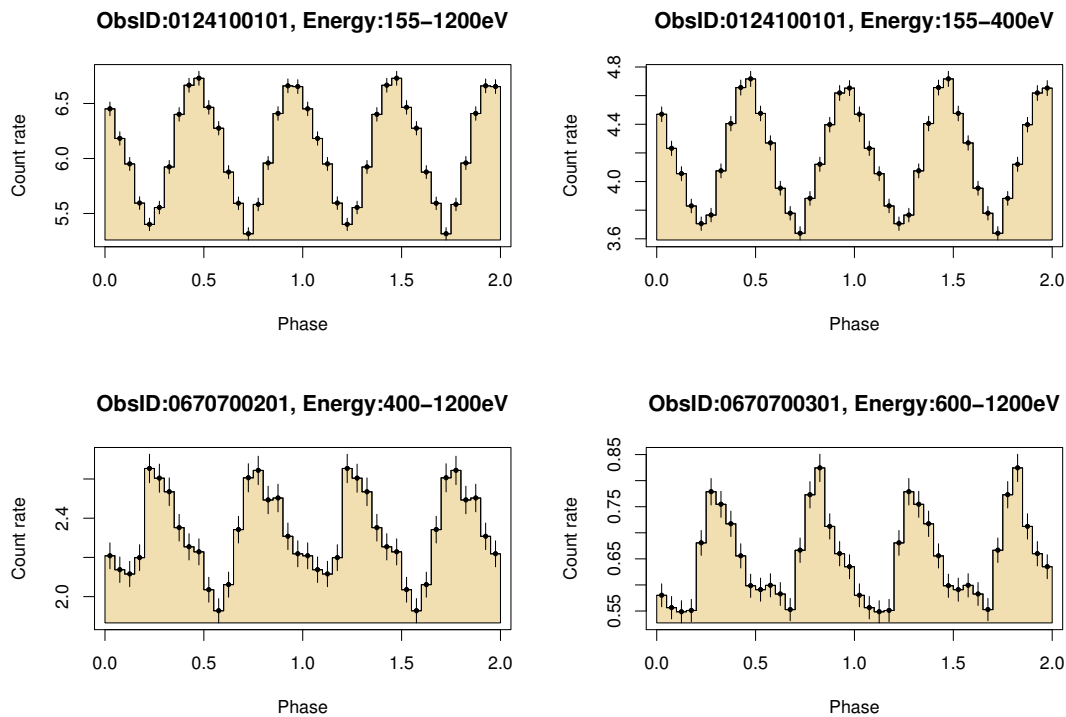 ObsID:0124100101, Energy:155−1200eV
Count rate
5.5 6.0 6.5
0.0 0.5 1.0 1.5 2.0
Phase
ObsID:0124100101, Energy:155−400eV
Count rate
3.6 4.0 4.4 4.8
0.0 0.5 1.0 1.5 2.0
Phase
ObsID:0670700201, Energy:400−1200eV
Count rate
2.0 2.4
0.0 0.5 1.0 1.5 2.0
Phase
ObsID:0670700301, Energy:600−1200eV
Count rate
0.55 0.65 0.75 0.85
0.0 0.5 1.0 1.5 2.0
Phase